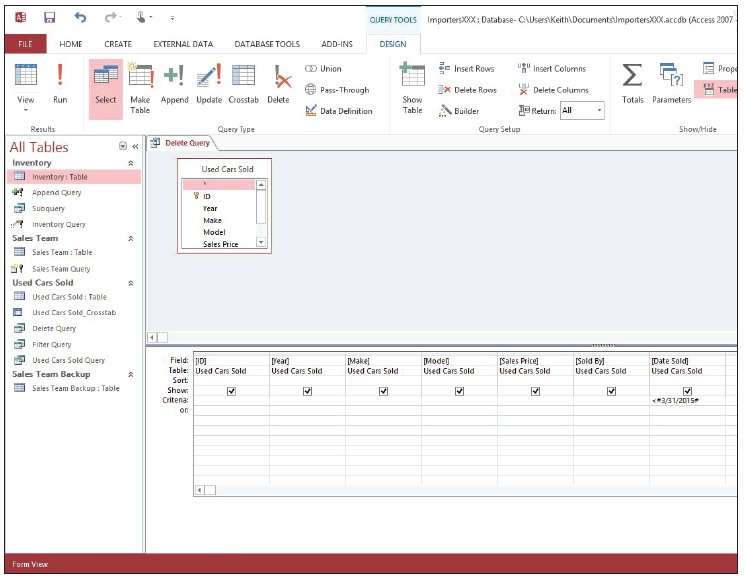 QUERY TOOLS ImportersXXX : Database- C:\Users\Keith\Documents\ImportersXXX.accdb (Access 2007 -
FILE HOME CREATE EXTERNAL DATA DATABASE TOOLS ADD-INS DESIGN
View Run Select Make Table Append Update Crosstab Delete
Union
Pass-Through
Data Definition
Show Table
Insert Rows
Delete Rows
Builder
Insert Columns
Delete Columns
Return: All
Totals Parameters
Prope
Table
Results Query Type Query Setup Show/Hide
All Tables
Inventory
Inventory : Table
Append Query
Subquery
Inventory Query
Sales Team
Sales Team : Table
Sales Team Query
Used Cars Sold
Used Cars Sold : Table
Used Cars Sold_Crosstab
Delete Query
Filter Query
Used Cars Sold Query
Sales Team Backup
Sales Team Backup : Table
Delete Query
Used Cars Sold
*
ID
Year
Make
Model
Sales Price
Field: [ID] [Year] [Make] [Model] [Sales Price] [Sold By] [Date Sold]
Table: Used Cars Sold Used Cars Sold Used Cars Sold Used Cars Sold Used Cars Sold Used Cars Sold Used Cars Sold
Sort:
Show:
Criteria: <#3/31/2015#
or:
Form View